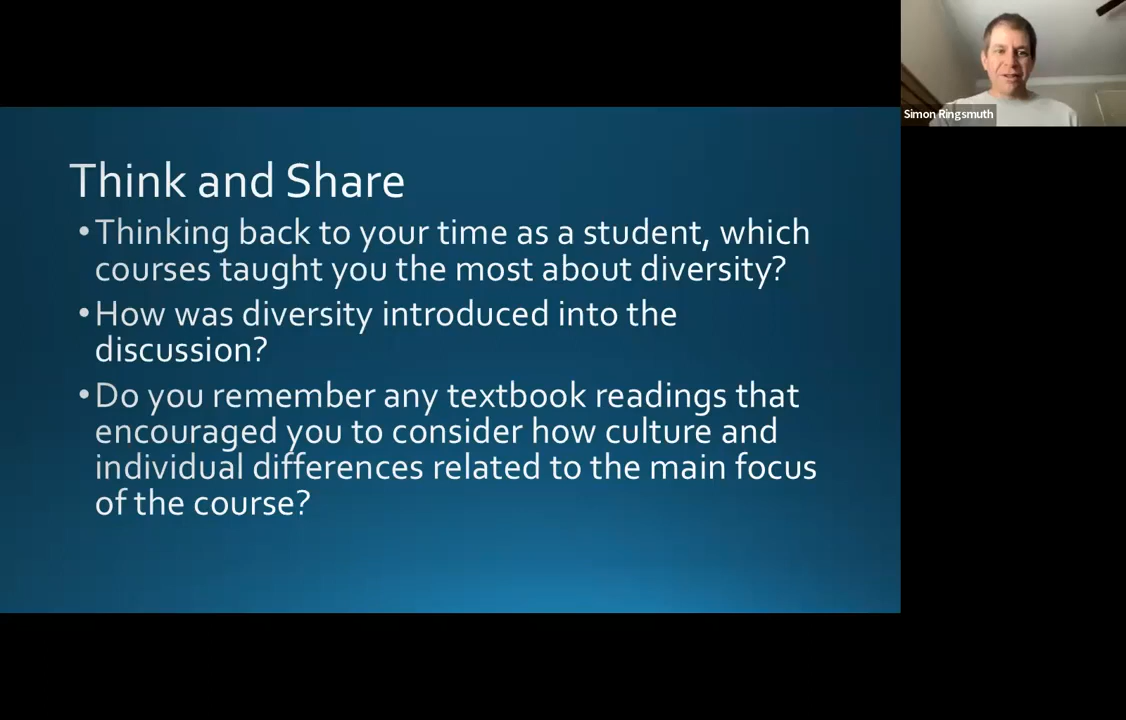 Simon Ringsmuth
Think and Share
•Thinking back to your time as a student, which
courses taught you the most about diversity?
•How was diversity introduced into the
discussion?
•Do you remember any textbook readings that
encouraged you to consider how culture and
individual differences related to the main focus
of the course?